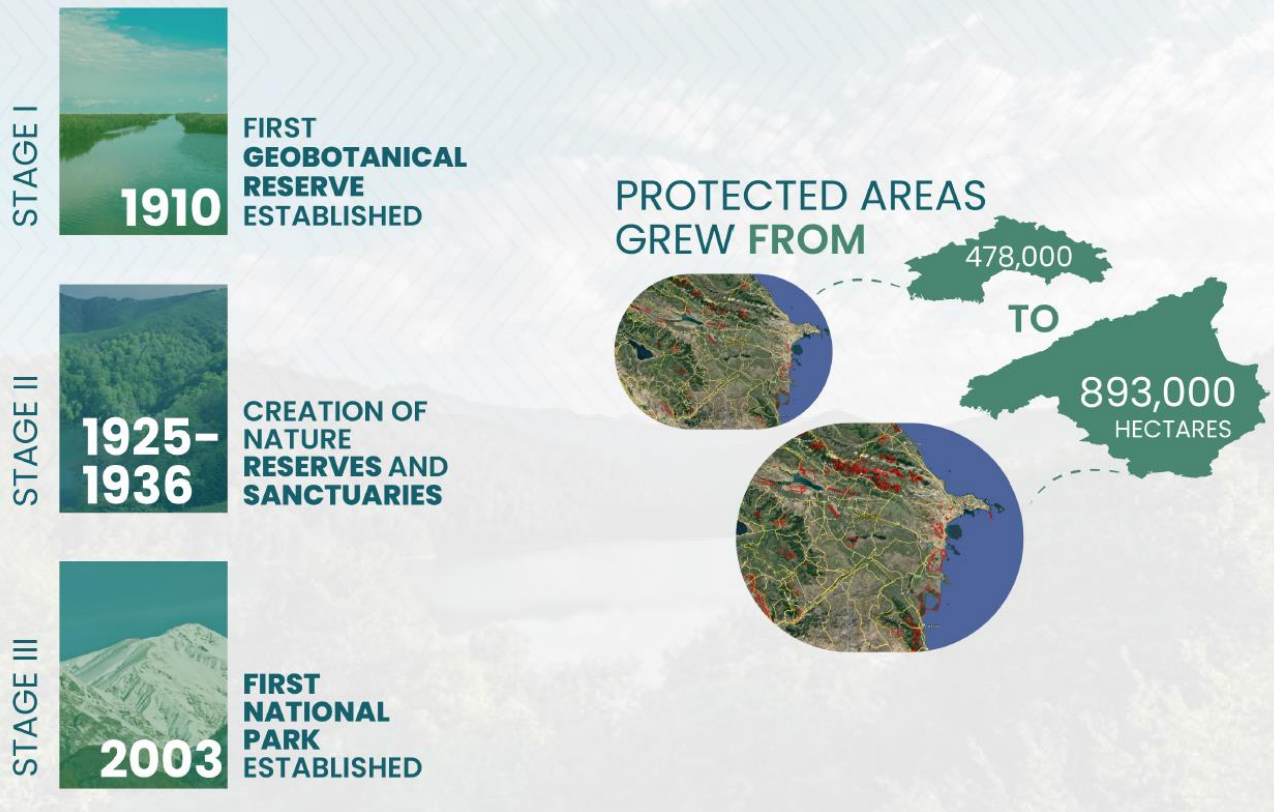 STAGE I
1910
FIRST
GEOBOTANICAL
RESERVE
ESTABLISHED
STAGE II
1925-
1936
CREATION OF
NATURE
RESERVES AND
SANCTUARIES
STAGE III
2003
FIRST
NATIONAL
PARK
ESTABLISHED
PROTECTED AREAS
GREW FROM
478,000
TO
893,000
HECTARES